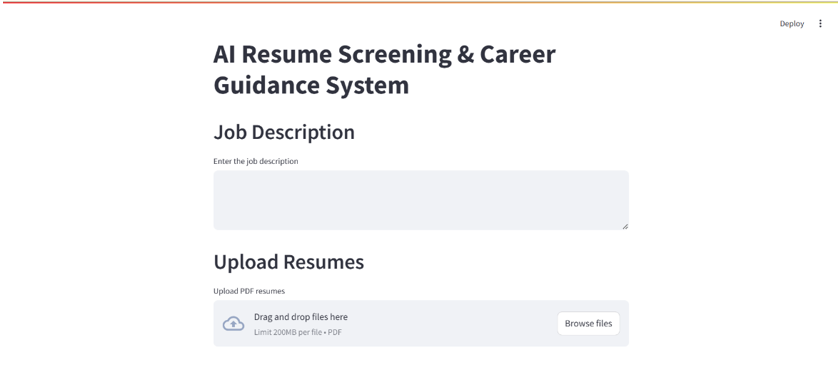 Deploy
AI Resume Screening & Career
Guidance System
Job Description
Enter the job description
Upload Resumes
Upload PDF resumes
Drag and drop files here
Limit 200MB per file • PDF
Browse files